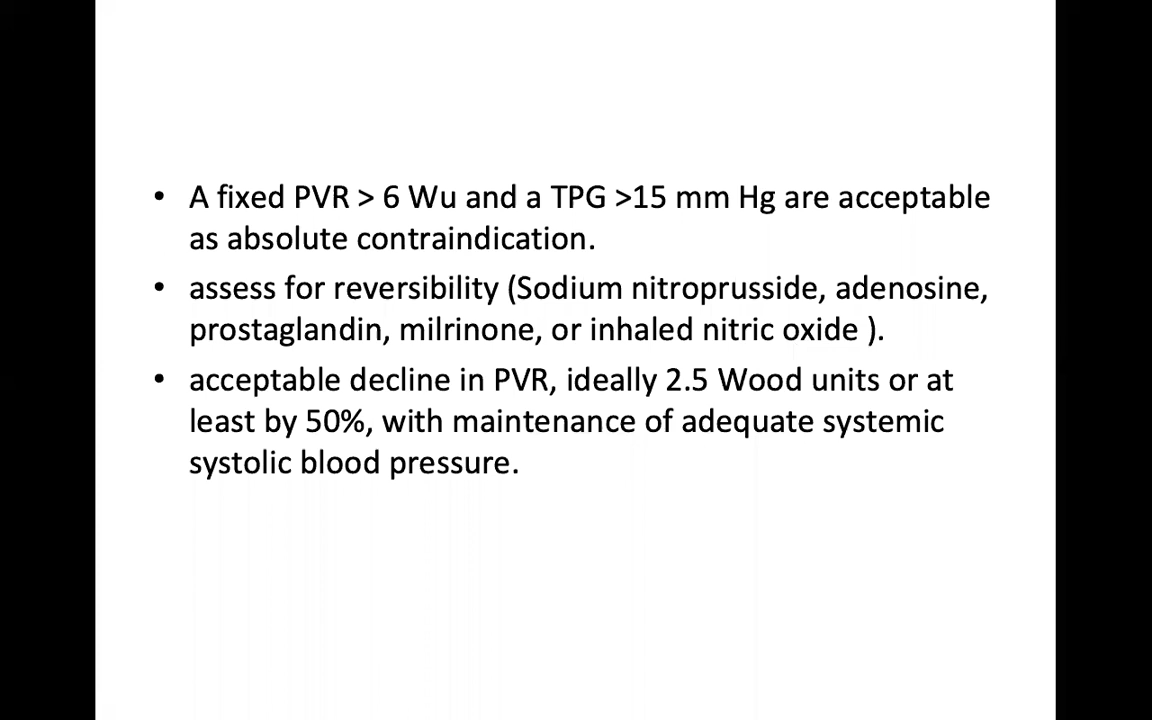 • A fixed PVR > 6 Wu and a TPG >15 mm Hg are acceptable
as absolute contraindication.
• assess for reversibility (Sodium nitroprusside, adenosine,
prostaglandin, milrinone, or inhaled nitric oxide ).
• acceptable decline in PVR, ideally 2.5 Wood units or at
least by 50%, with maintenance of adequate systemic
systolic blood pressure.